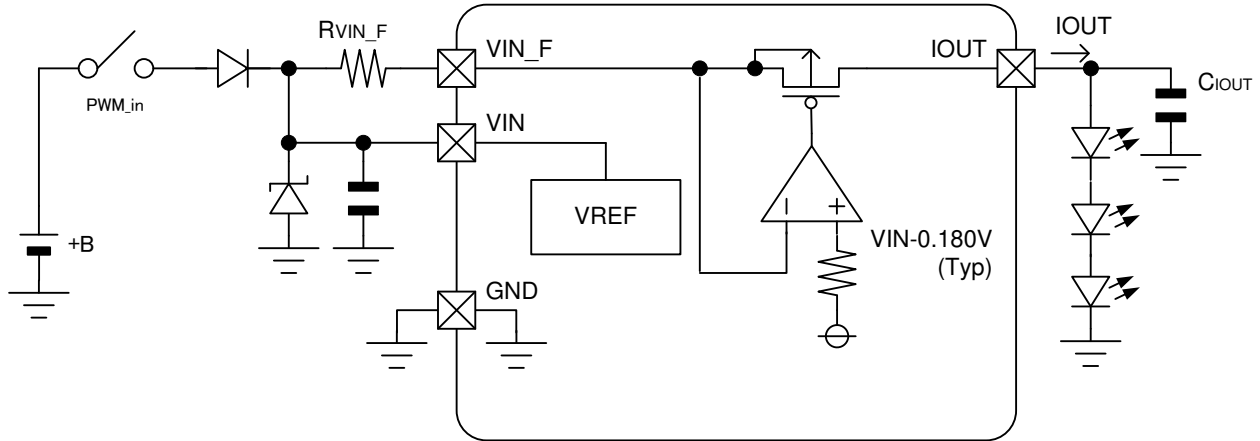 RVIN_F
VIN_F
IOUT
IOUT
CIOUT
PWM_in
VIN
VREF
+B
GND
− +
VIN-0.180V
(Typ)